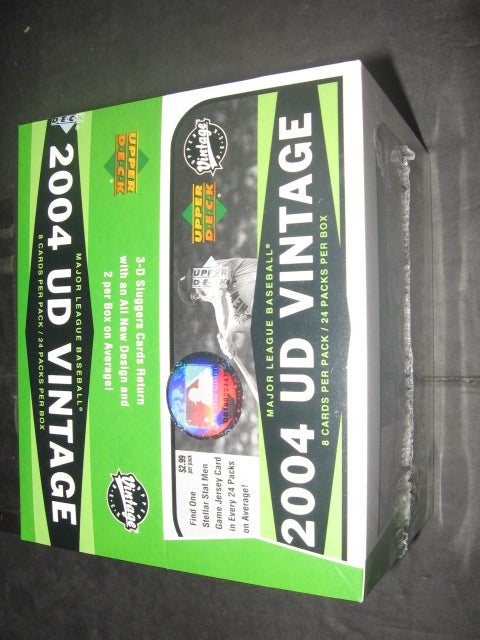 UPPER
Vintage
DECK
UPPER
DECK
MAJOR LEAGUE BASEBALL®
2004 UD VINTAGE
8 CARDS PER PACK / 24 PACKS PER BOX
UPPER
DECK
$2.99
per pack
Find One
Stellar Stat Men
Game Jersey Card
in Every 24 Packs
on Average!
DECK
2004 UD VINTAGE
MAJOR LEAGUE BASEBALL®
8 CARDS PER PACK / 24 PACKS PER BOX
UPPER
DECK
3-D Sluggers Cards Return
with an All New Design and
2 per Box on Average!
Vintage